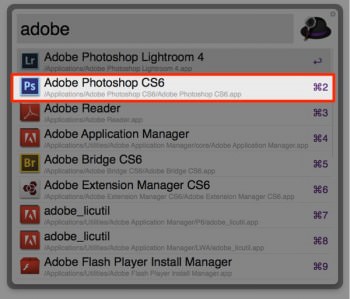 adobe
Lr
Adobe Photoshop Lightroom 4
/Applications/Adobe Photoshop Lightroom 4.app
Ps
Adobe Photoshop CS6
/Applications/Adobe Photoshop CS6/Adobe Photoshop CS6.app
⌘2
Adobe Reader
/Applications/Adobe Reader.app
⌘3
Adobe Application Manager
/Applications/Utilities/Adobe Application Manager/core/Adobe Application Manager.app
⌘4
Br
Adobe Bridge CS6
/Applications/Adobe Bridge CS6/Adobe Bridge CS6.app
⌘5
Adobe Extension Manager CS6
/Applications/Adobe Extension Manager CS6/Adobe Extension Manager CS6.app
⌘6
adobe_licutil
/Applications/Utilities/Adobe Application Manager/P6/adobe_licutil.app
⌘7
adobe_licutil
/Applications/Utilities/Adobe Application Manager/LWA/adobe_licutil.app
⌘8
Adobe Flash Player Install Manager
/Applications/Utilities/Adobe Flash Player Install Manager.app
⌘9